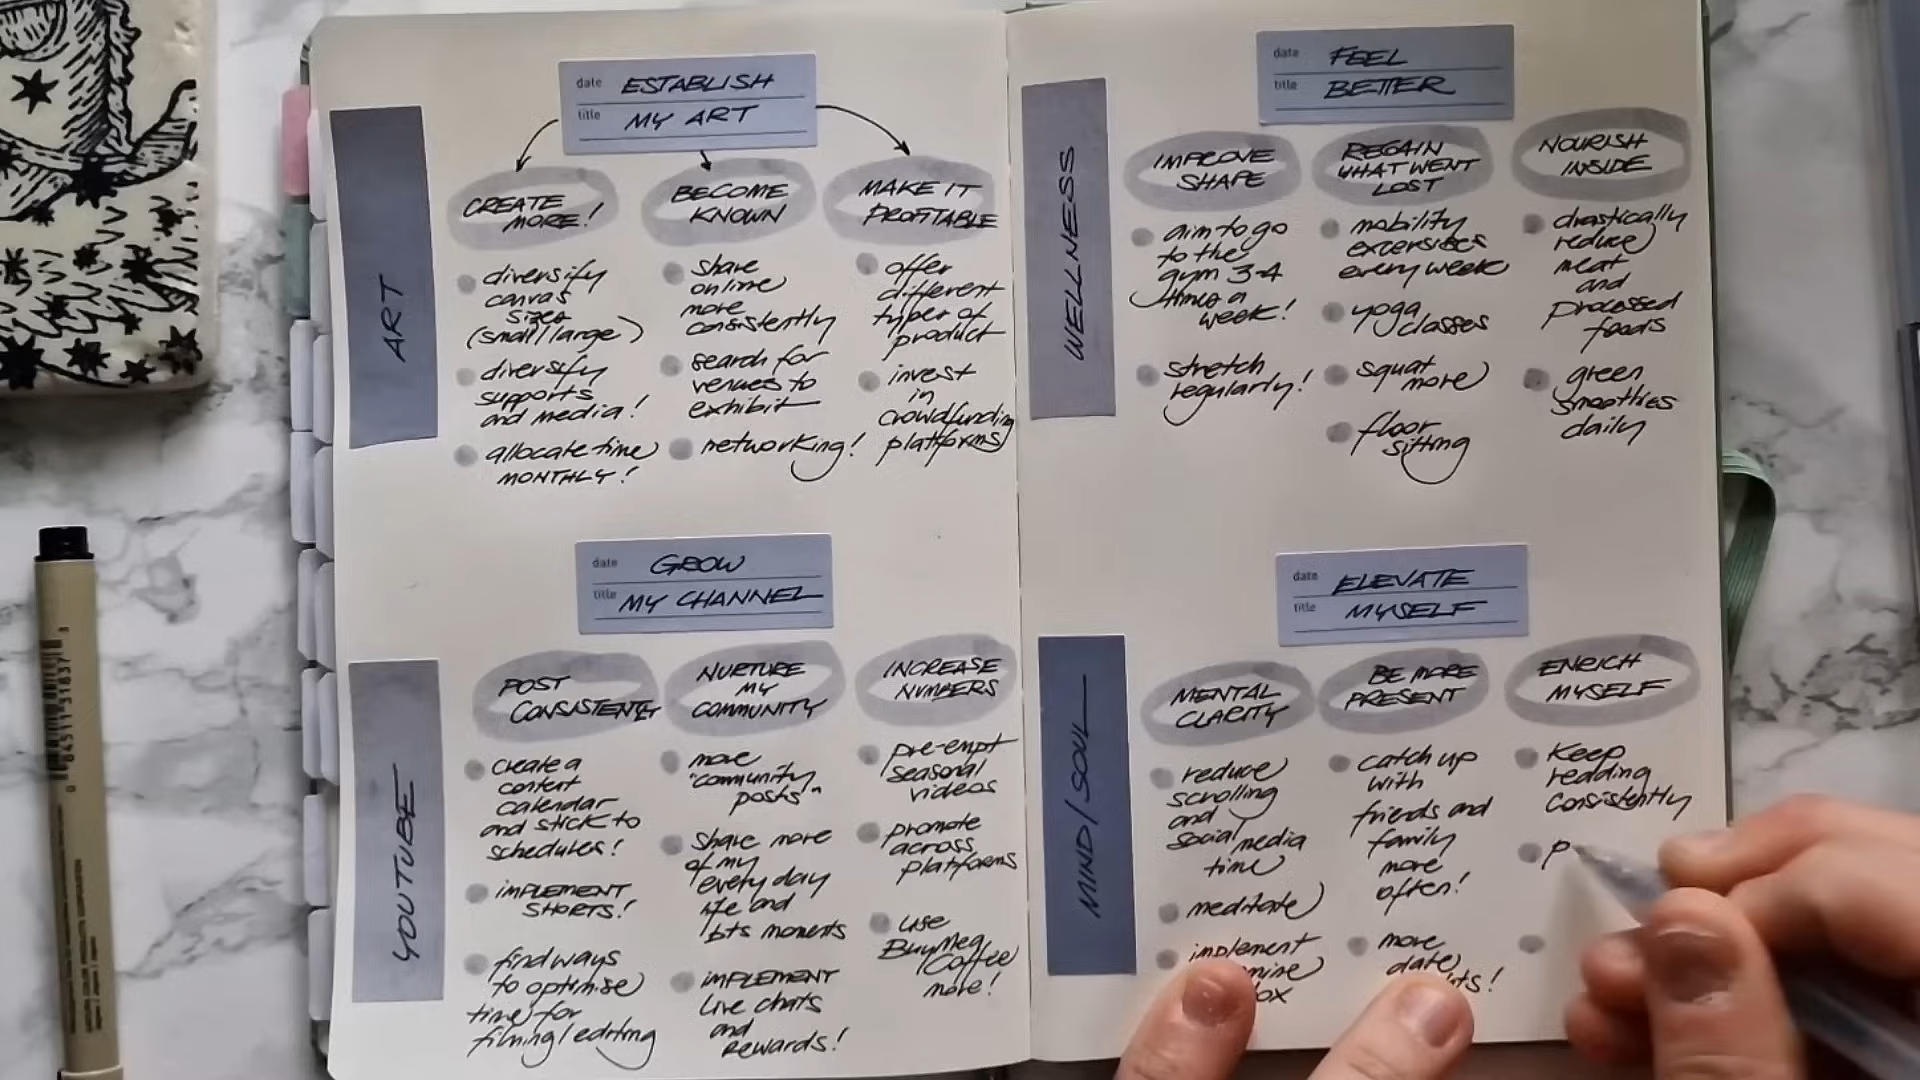 ART
date ESTABLISH
title MY ART
CREATE
MORE!
diversify
canvas
sizes
(small/large)
diversify
supports
and media!
allocate time
MONTHLY!
BECOME
KNOWN
share
online
more
consistently
search for
venues to
exhibit
networking!
MAKE IT
PROFITABLE
offer
different
types of
product
invest
in
crowdfunding
platforms
YOUTUBE
date GROW
title MY CHANNEL
POST
CONSISTENTLY
create a
content
calendar
and stick to
schedules!
IMPLEMENT
SHORTS!
find ways
to optimise
time for
filming/editing
NURTURE
MY
COMMUNITY
more
"community
posts"
share more
of my
every day
life and
bts moments
IMPLEMENT
live chats
and
rewards!
INCREASE
NUMBERS
pre-empt
seasonal
videos
promote
across
platforms
use
BuyMeA
Coffee
more!
WELLNESS
date FEEL
title BETTER
IMPROVE
SHAPE
aim to go
to the
gym 3-4
times a
week!
stretch
regularly!
REGAIN
WHAT WENT
LOST
mobility
excersises
every week
yoga
classes
squat
more
floor
sitting
NOURISH
INSIDE
drastically
reduce
meat
and
processed
foods
green
smoothies
daily
MIND/SOUL
date ELEVATE
title MYSELF
MENTAL
CLARITY
reduce
scrolling
and
social media
time
meditate
implement
BE MORE
PRESENT
catch up
with
friends and
family
more
often!
more
date
ENRICH
MYSELF
Keep
reading
consistently
P